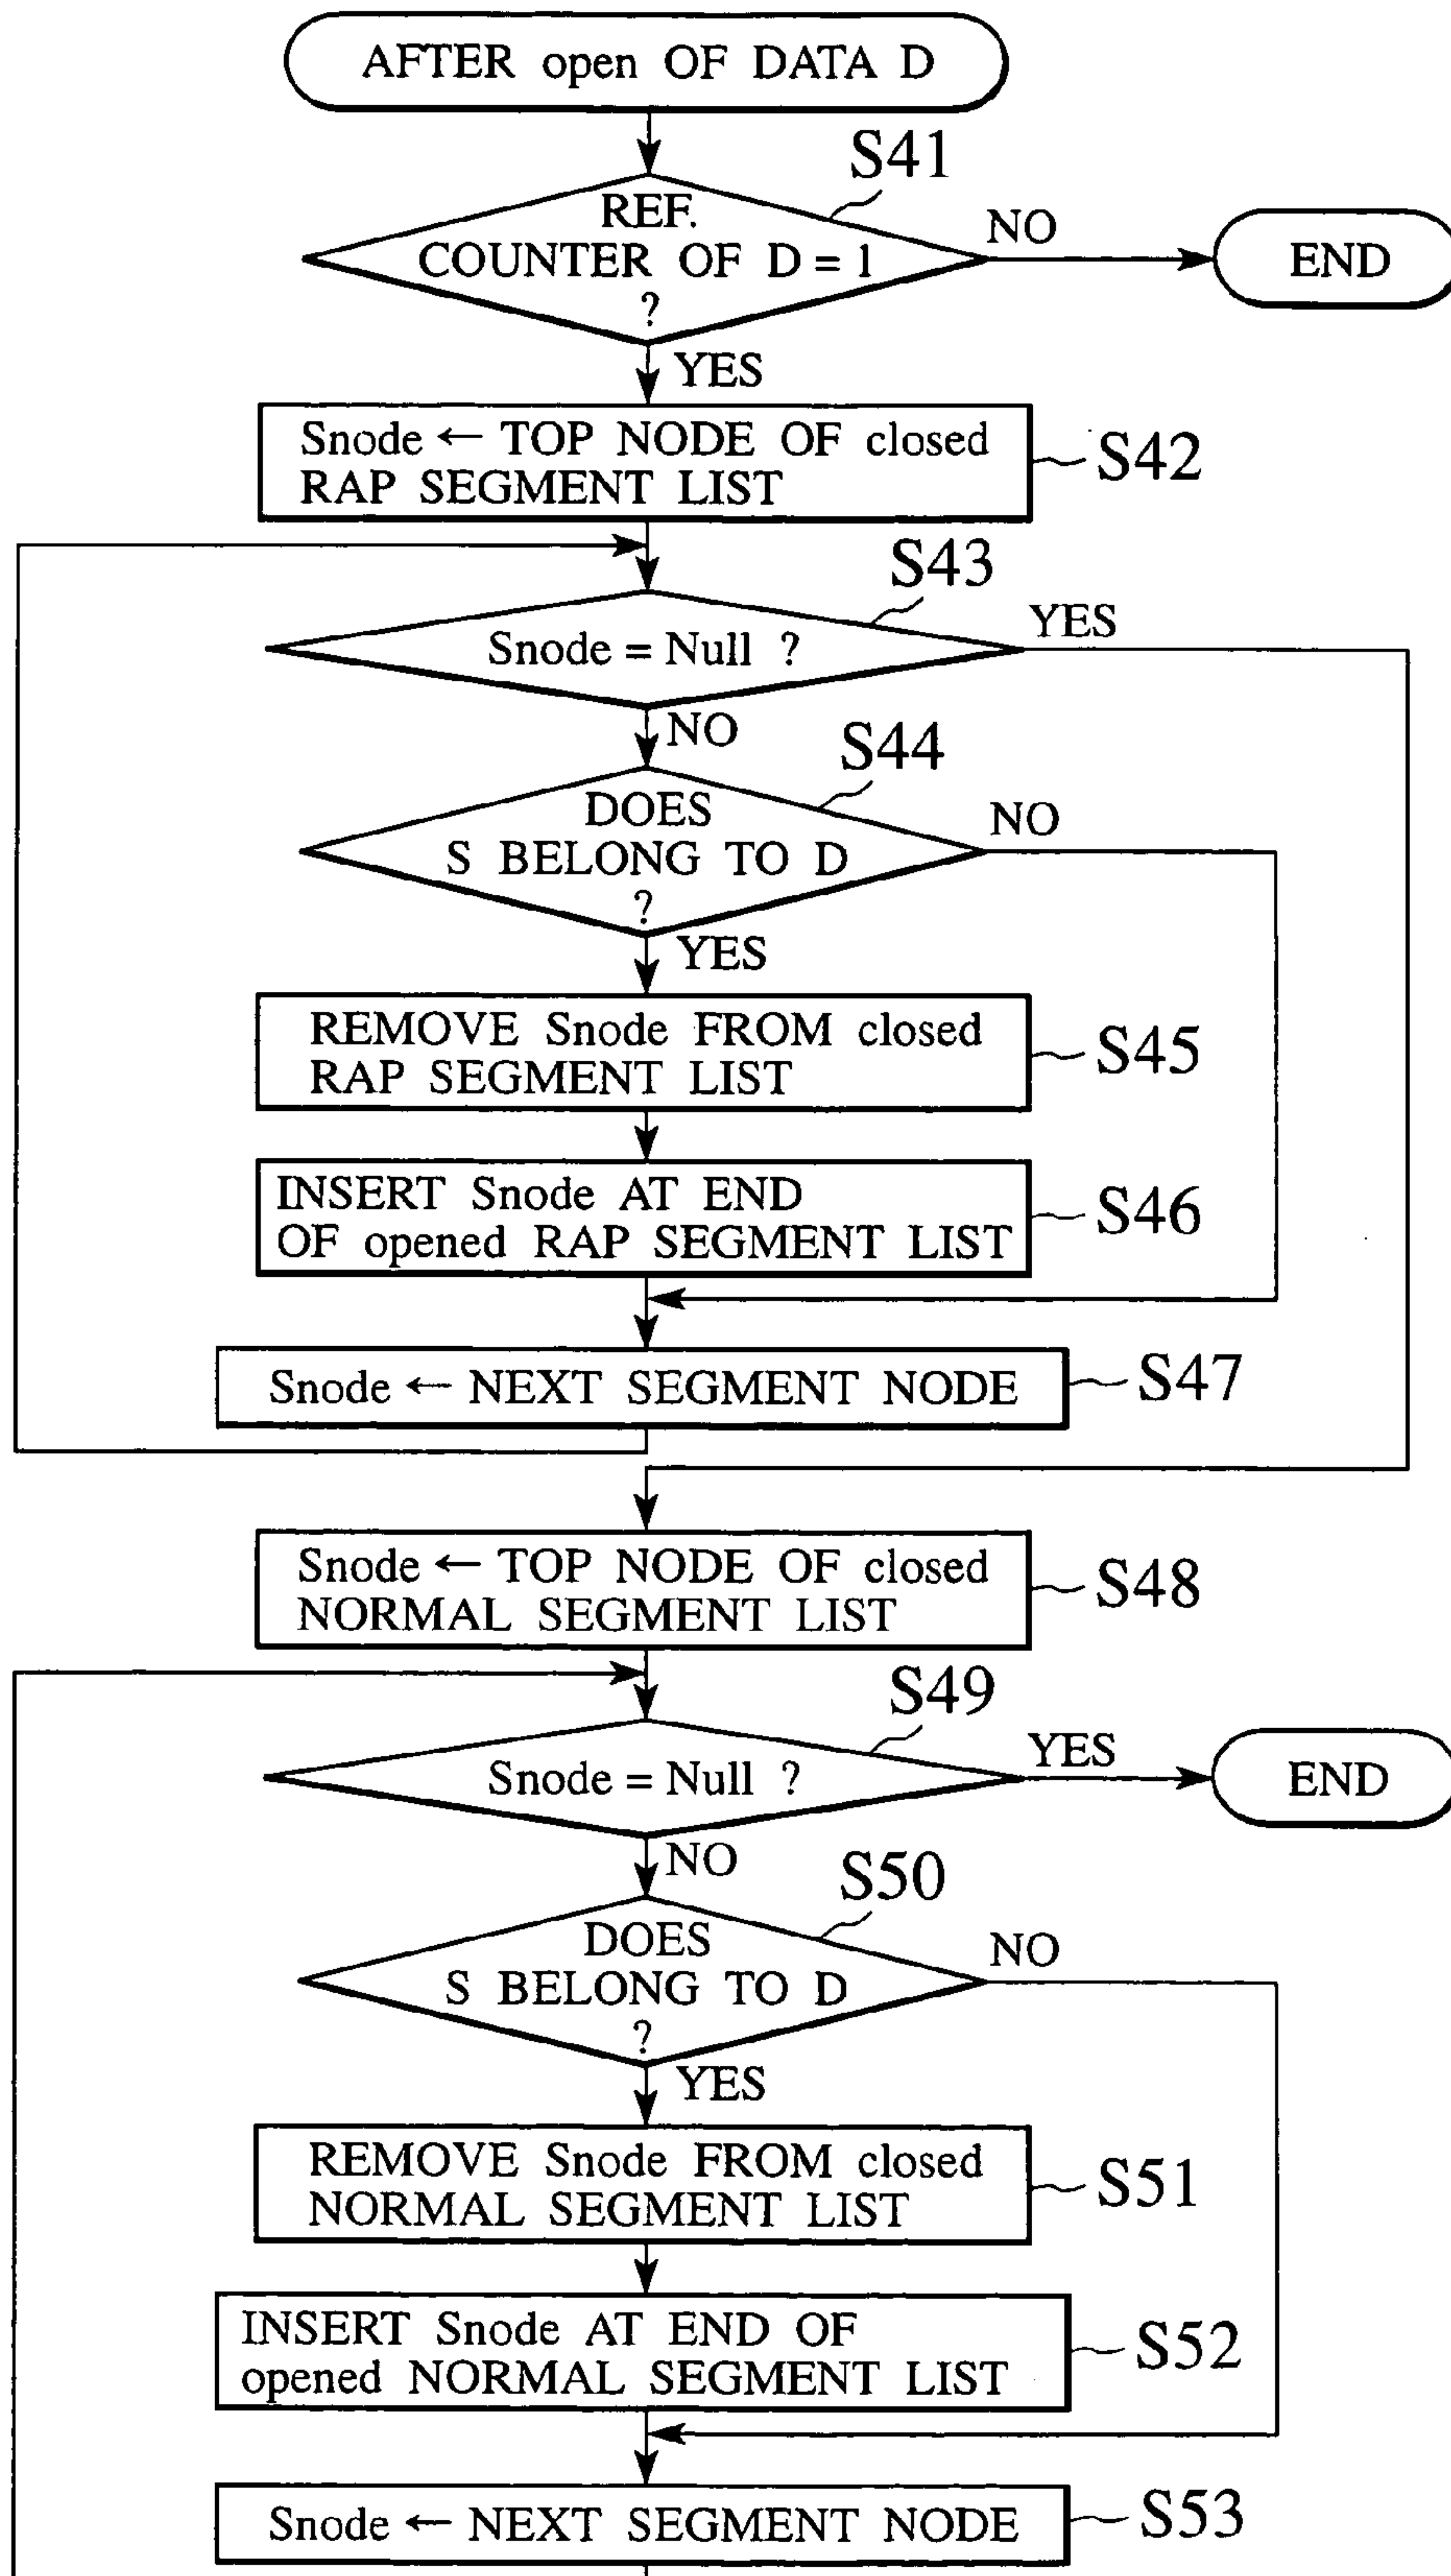 AFTER open OF DATA D
S41
REF.
COUNTER OF D = 1
?
NO
END
YES
Snode ← TOP NODE OF closed
RAP SEGMENT LIST
S42
S43
Snode = Null ?
YES
NO
S44
DOES
S BELONG TO D
?
NO
YES
REMOVE Snode FROM closed
RAP SEGMENT LIST
S45
INSERT Snode AT END
OF opened RAP SEGMENT LIST
S46
Snode ← NEXT SEGMENT NODE
S47
Snode ← TOP NODE OF closed
NORMAL SEGMENT LIST
S48
S49
Snode = Null ?
YES
END
NO
S50
DOES
S BELONG TO D
?
NO
YES
REMOVE Snode FROM closed
NORMAL SEGMENT LIST
S51
INSERT Snode AT END OF
opened NORMAL SEGMENT LIST
S52
Snode ← NEXT SEGMENT NODE
S53